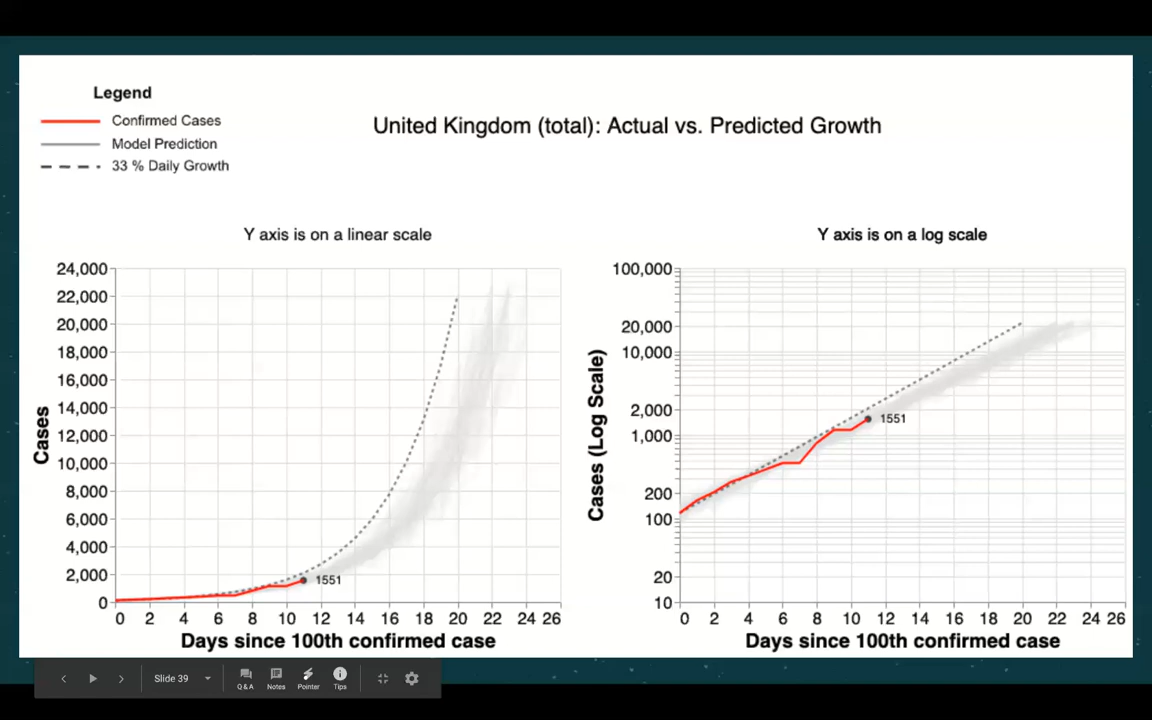 Legend
Confirmed Cases
Model Prediction
33 % Daily Growth
United Kingdom (total): Actual vs. Predicted Growth
Y axis is on a linear scale
24,000
22,000
20,000
18,000
16,000
14,000
12,000
10,000
8,000
6,000
4,000
2,000
0
Cases
1551
0 2 4 6 8 10 12 14 16 18 20 22 24 26
Days since 100th confirmed case
Y axis is on a log scale
100,000
20,000
10,000
2,000
1,000
200
100
20
10
Cases (Log Scale)
1551
0 2 4 6 8 10 12 14 16 18 20 22 24 26
Days since 100th confirmed case
Slide 39
Q&A
Notes
Pointer
Tips